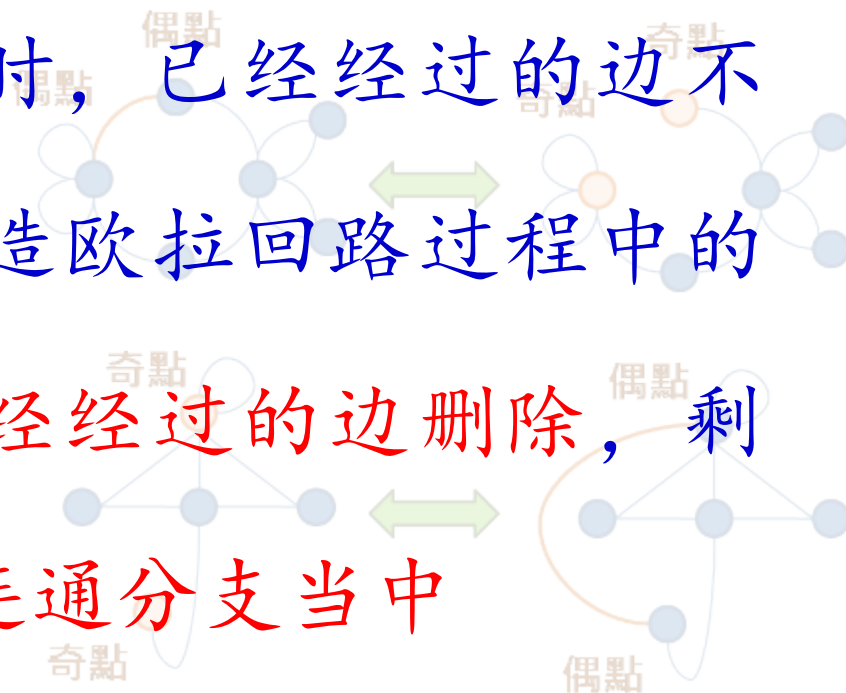 偶點
奇點
时，已经经过的边不
偶點
奇點
造欧拉回路过程中的
奇點
偶點
经经过的边删除，剩
连通分支当中
奇點
偶點